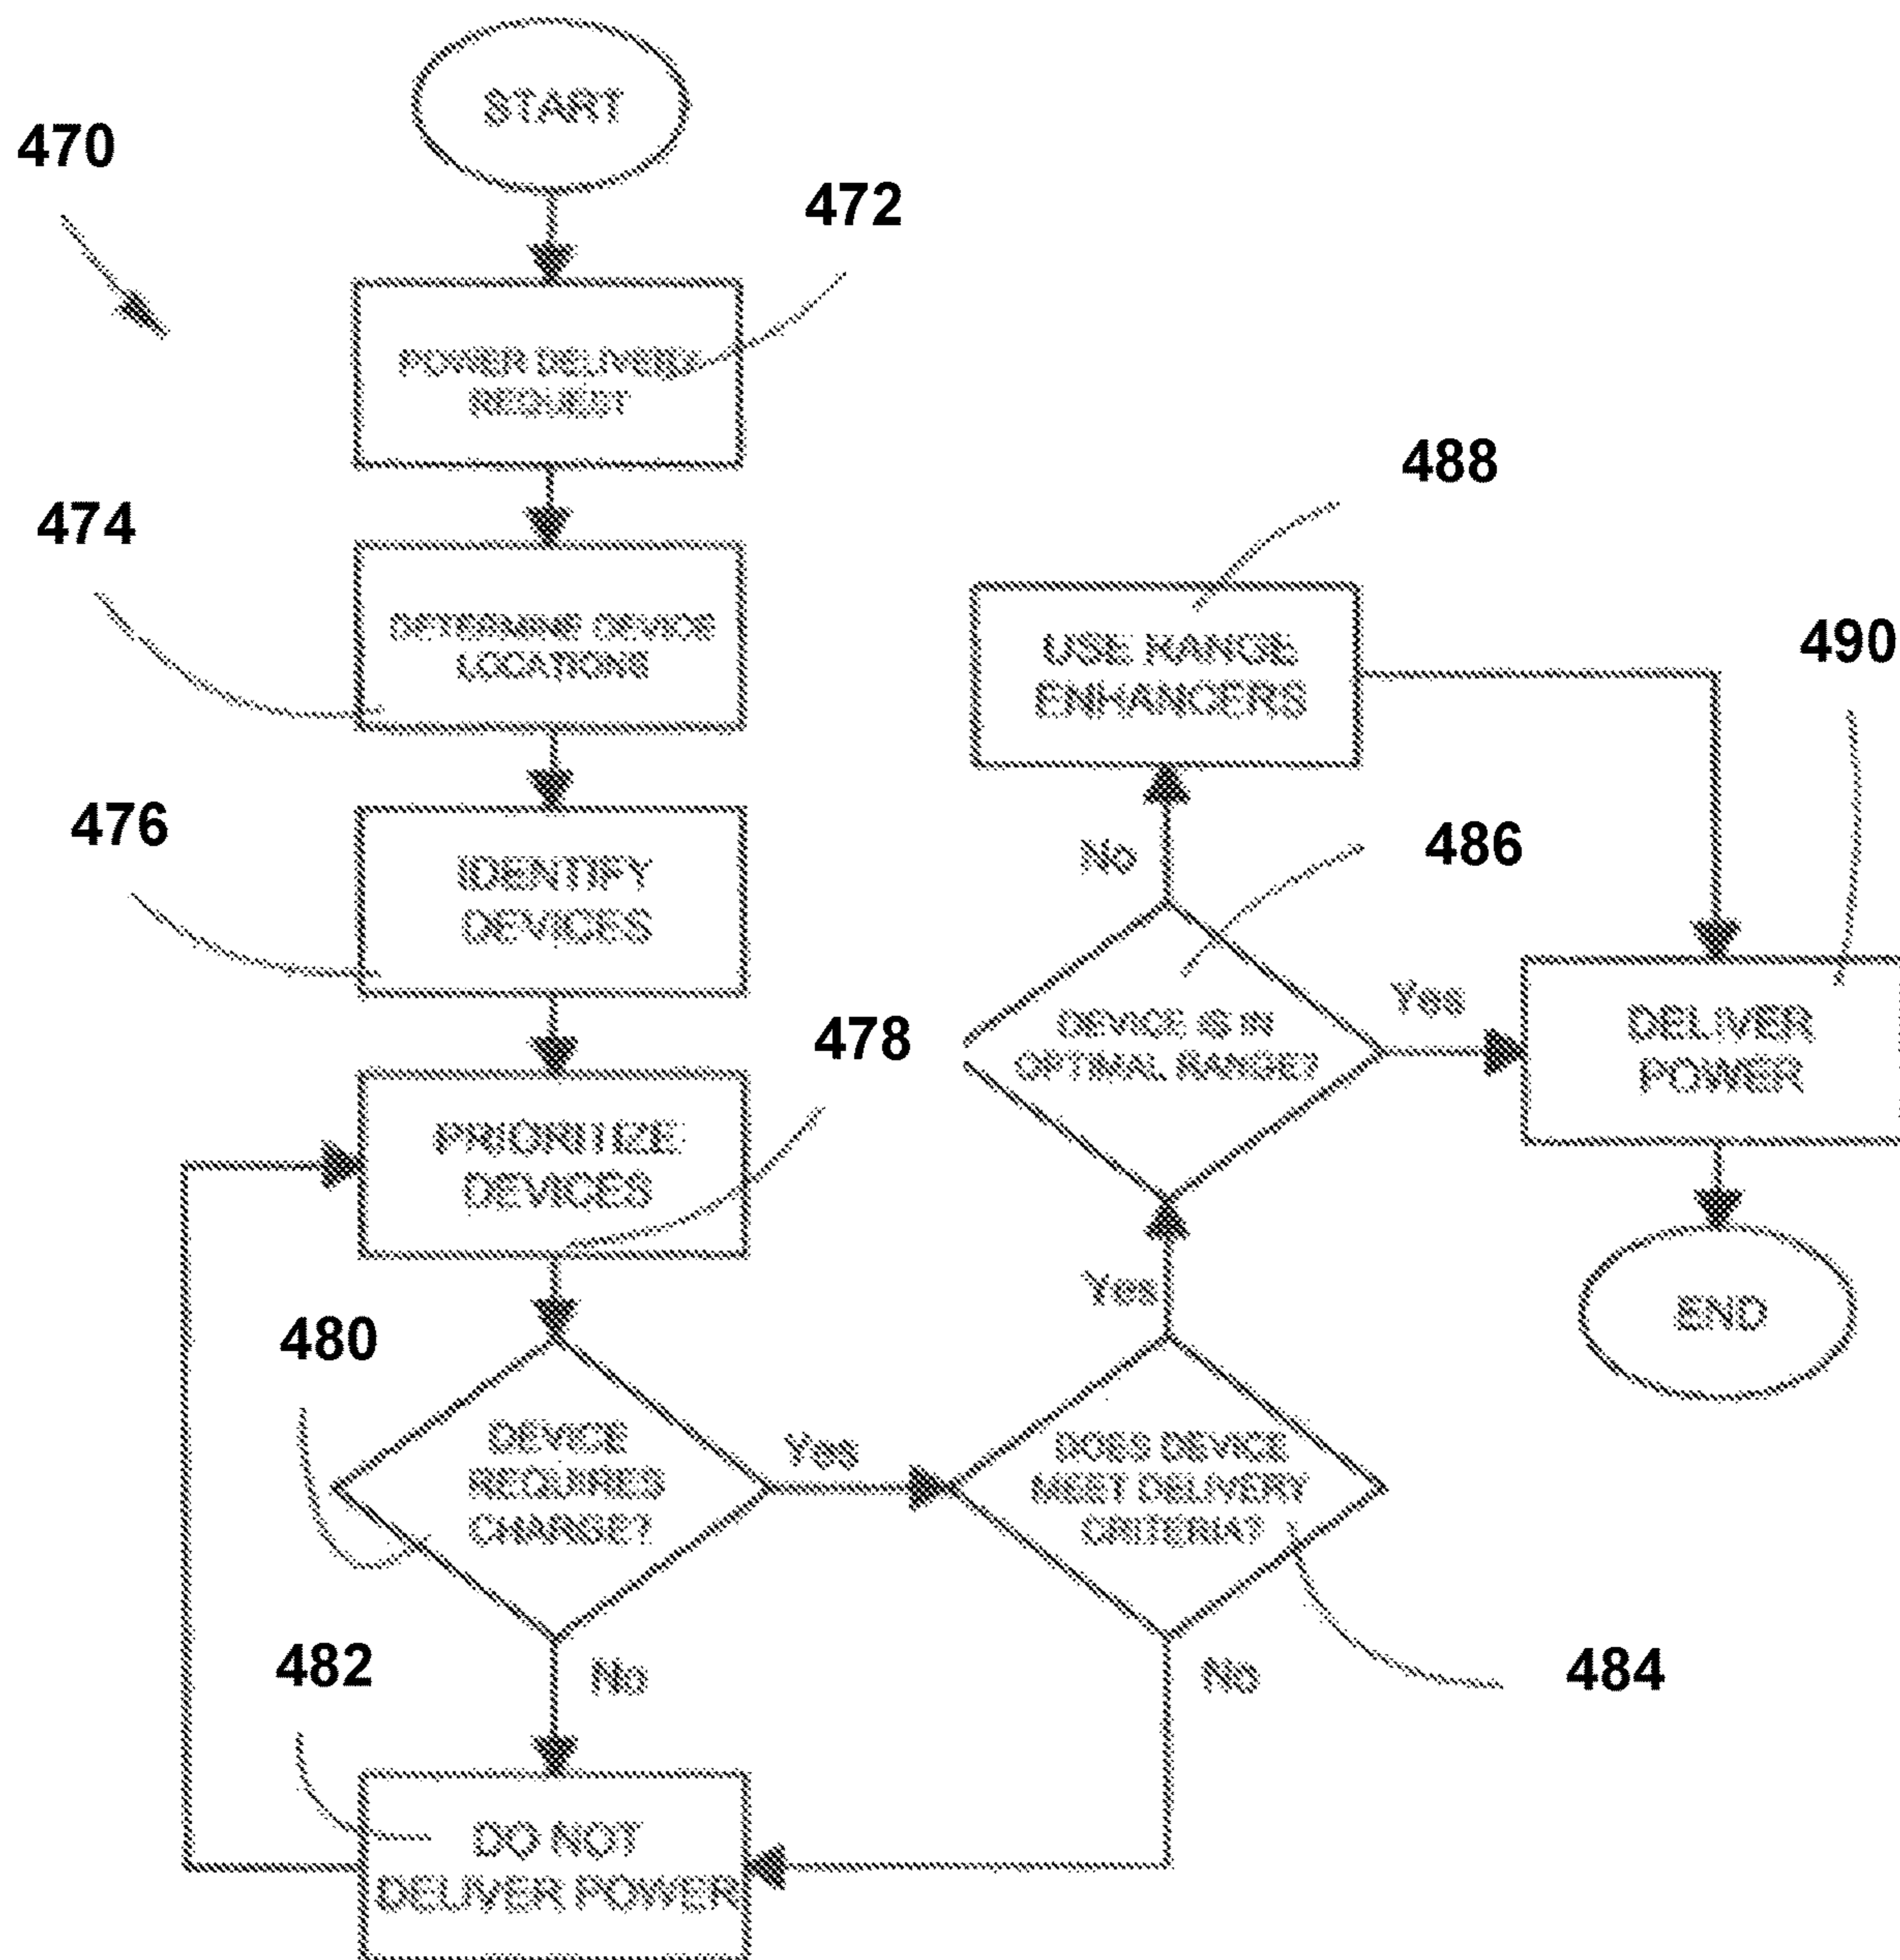 START
470
472
POWER DELIVERY
REQUEST
474
DETERMINE DEVICE
LOCATIONS
476
IDENTIFY
DEVICES
478
PRIORITIZE
DEVICES
480
DEVICE
REQUIRES
CHARGE?
Yes
No
482
DO NOT
DELIVER POWER
DOES DEVICE
MEET DELIVERY
CRITERIA?
484
No
Yes
486
DEVICE IS IN
OPTIMAL RANGE?
No
Yes
488
USE RANGE
ENHANCERS
490
DELIVER
POWER
END